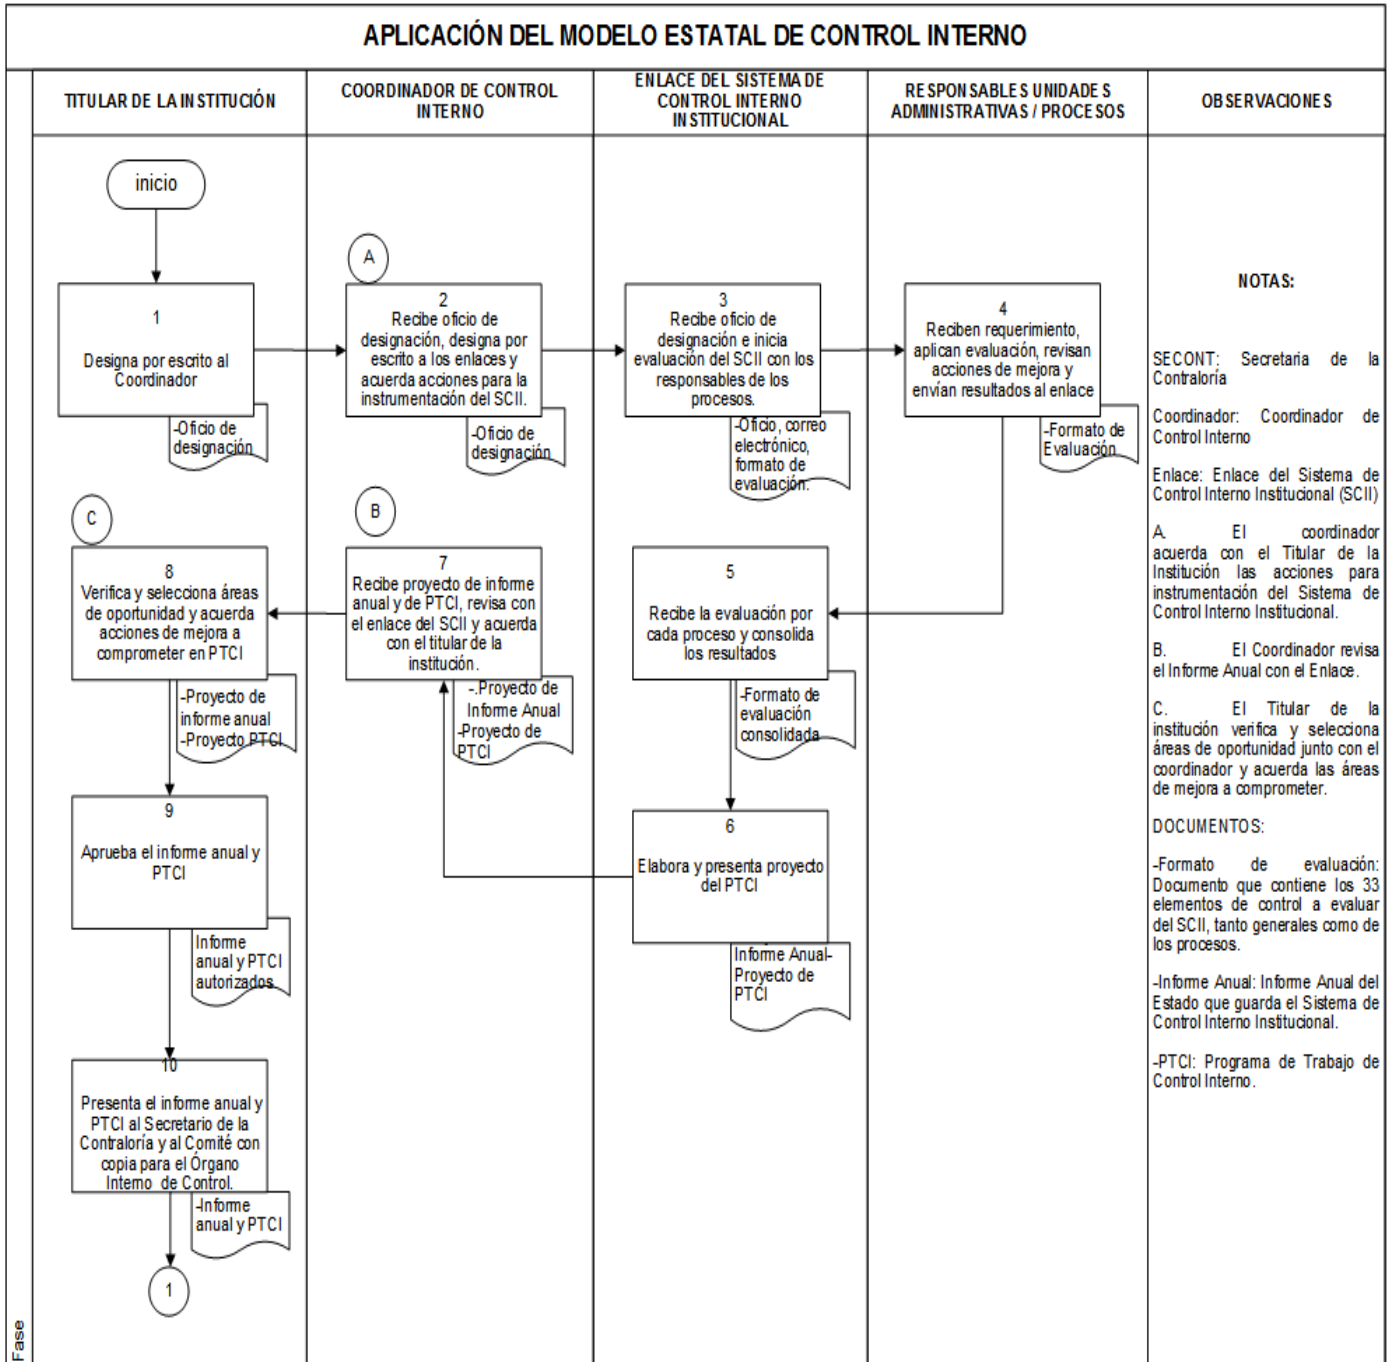 APLICACIÓN DEL MODELO ESTATAL DE CONTROL INTERNO
TITULAR DE LA INSTITUCIÓN
COORDINADOR DE CONTROL
INTERNO
ENLACE DEL SISTEMA DE
CONTROL INTERNO
INSTITUCIONAL
RESPONSABLES UNIDADES
ADMINISTRATIVAS / PROCESOS
OBSERVACIONES
inicio
1
Designa por escrito al
Coordinador
-Oficio de
designación
A
2
Recibe oficio de
designación, designa por
escrito a los enlaces y
acuerda acciones para la
instrumentación del SCII.
-Oficio de
designación
3
Recibe oficio de
designación e inicia
evaluación del SCII con los
responsables de los
procesos.
-Oficio, correo
electrónico,
formato de
evaluación.
4
Reciben requerimiento,
aplican evaluación, revisan
acciones de mejora y
envían resultados al enlace
-Formato de
Evaluación
5
Recibe la evaluación por
cada proceso y consolida
los resultados
-Formato de
evaluación
consolidada
6
Elabora y presenta proyecto
del PTCI
Informe Anual-
Proyecto de
PTCI
B
7
Recibe proyecto de informe
anual y de PTCI, revisa con
el enlace del SCII y acuerda
con el titular de la
institución.
-.Proyecto de
Informe Anual
-Proyecto de
PTCI
C
8
Verifica y selecciona áreas
de oportunidad y acuerda
acciones de mejora a
comprometer en PTCI
-Proyecto de
informe anual
-Proyecto PTCI
9
Aprueba el informe anual y
PTCI
Informe
anual y PTCI
autorizados
10
Presenta el informe anual y
PTCI al Secretario de la
Contraloría y al Comité con
copia para el Órgano
Interno de Control.
-Informe
anual y PTCI
1
NOTAS:
SECONT: Secretaria de la
Contraloría
Coordinador: Coordinador de
Control Interno
Enlace: Enlace del Sistema de
Control Interno Institucional (SCII)
A. El coordinador
acuerda con el Titular de la
Institución las acciones para
instrumentación del Sistema de
Control Interno Institucional.
B. El Coordinador revisa
el Informe Anual con el Enlace.
C. El Titular de la
institución verifica y selecciona
áreas de oportunidad junto con el
coordinador y acuerda las áreas
de mejora a comprometer.
DOCUMENTOS:
-Formato de evaluación:
Documento que contiene los 33
elementos de control a evaluar
del SCII, tanto generales como de
los procesos.
-Informe Anual: Informe Anual del
Estado que guarda el Sistema de
Control Interno Institucional.
-PTCI: Programa de Trabajo de
Control Interno.
Fase